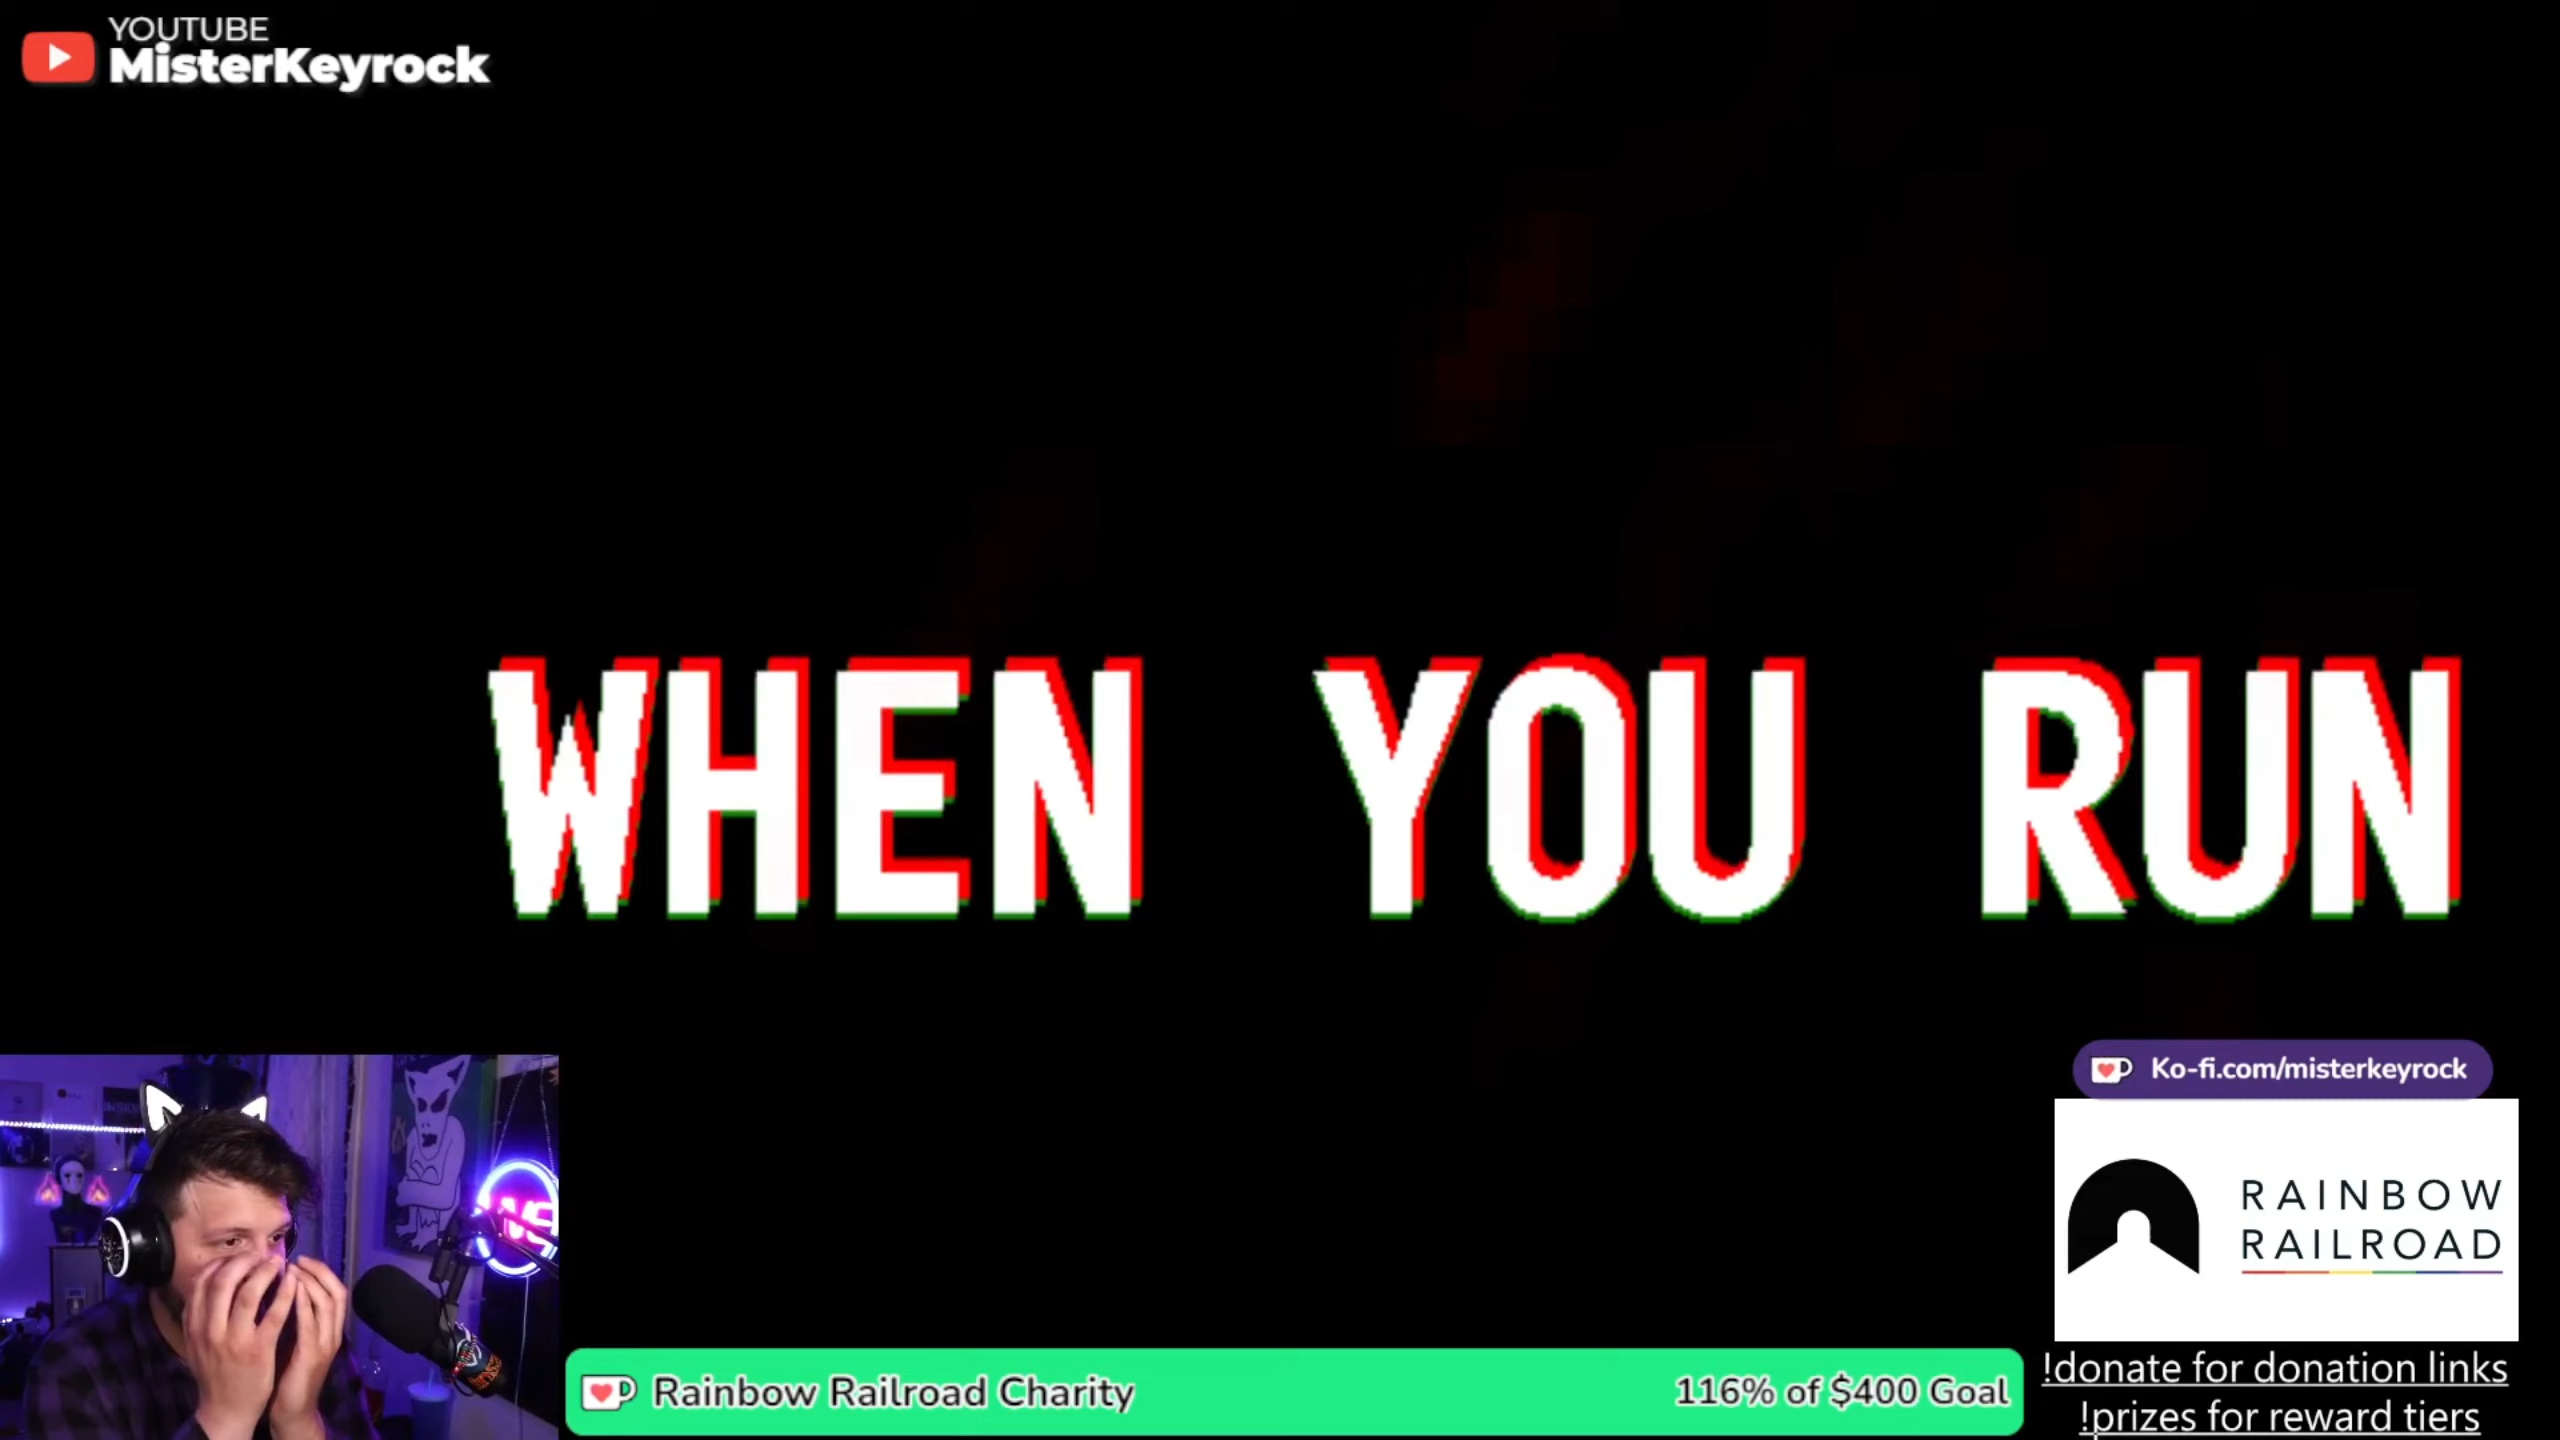 YOUTUBE
MisterKeyrock
WHEN YOU RUN
Ko-fi.com/misterkeyrock
RAINBOW
RAILROAD
Rainbow Railroad Charity
116% of $400 Goal
!donate for donation links
!prizes for reward tiers